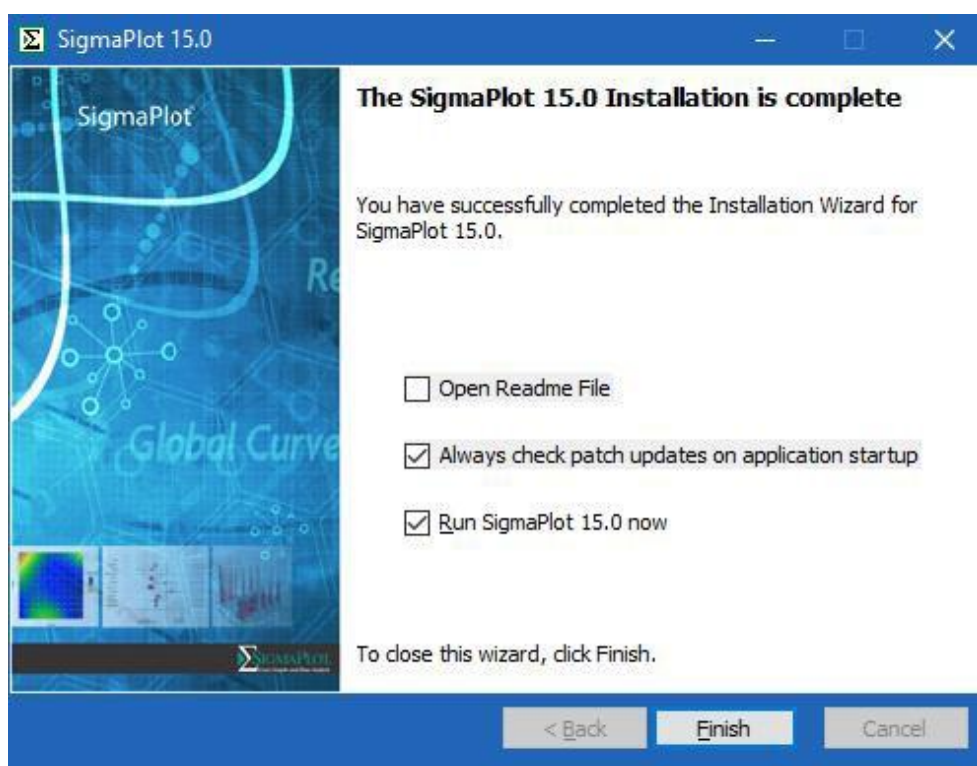 SigmaPlot 15.0
SigmaPlot
The SigmaPlot 15.0 Installation is complete
You have successfully completed the Installation Wizard for
SigmaPlot 15.0.
Re
Global Curve
Open Readme File
Always check patch updates on application startup
Run SigmaPlot 15.0 now
SIGMAPLOT
To close this wizard, click Finish.
< Back
Finish
Cancel